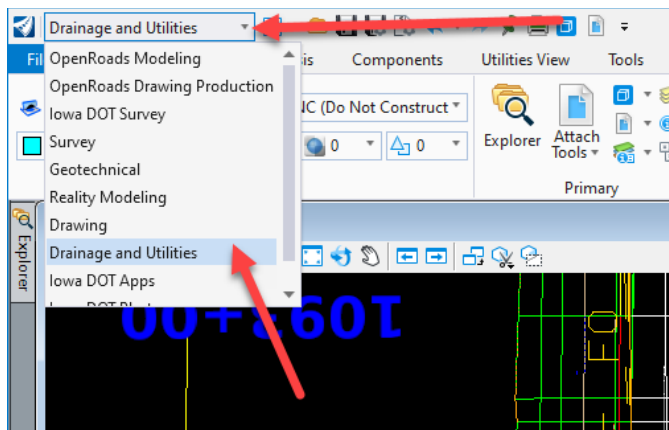 Drainage and Utilities
Fil
is
Components
Utilities View
Tools
OpenRoads Modeling
OpenRoads Drawing Production
Iowa DOT Survey
Survey
Geotechnical
Reality Modeling
Drawing
Drainage and Utilities
Iowa DOT Apps
NC (Do Not Construct
0
0
Explorer
Attach
Tools
Primary
Explorer
1093+00